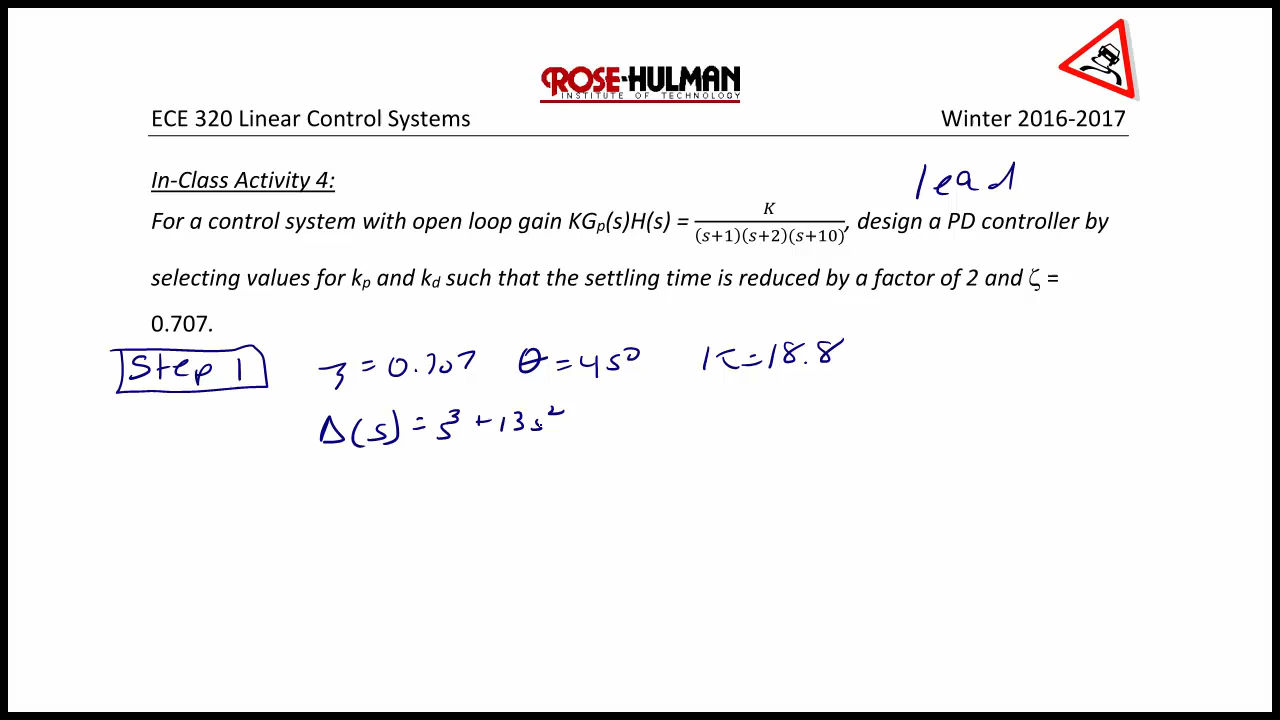 ROSE-HULMAN
INSTITUTE OF TECHNOLOGY
ECE 320 Linear Control Systems Winter 2016-2017
In-Class Activity 4:
lead
For a control system with open loop gain KGp(s)H(s) = K/((s+1)(s+2)(s+10)), design a PD controller by
selecting values for kp and kd such that the settling time is reduced by a factor of 2 and ζ =
0.707.
Step 1 ζ = 0.707 θ = 45° K = 18.8
Δ(s) = s³ + 13s²